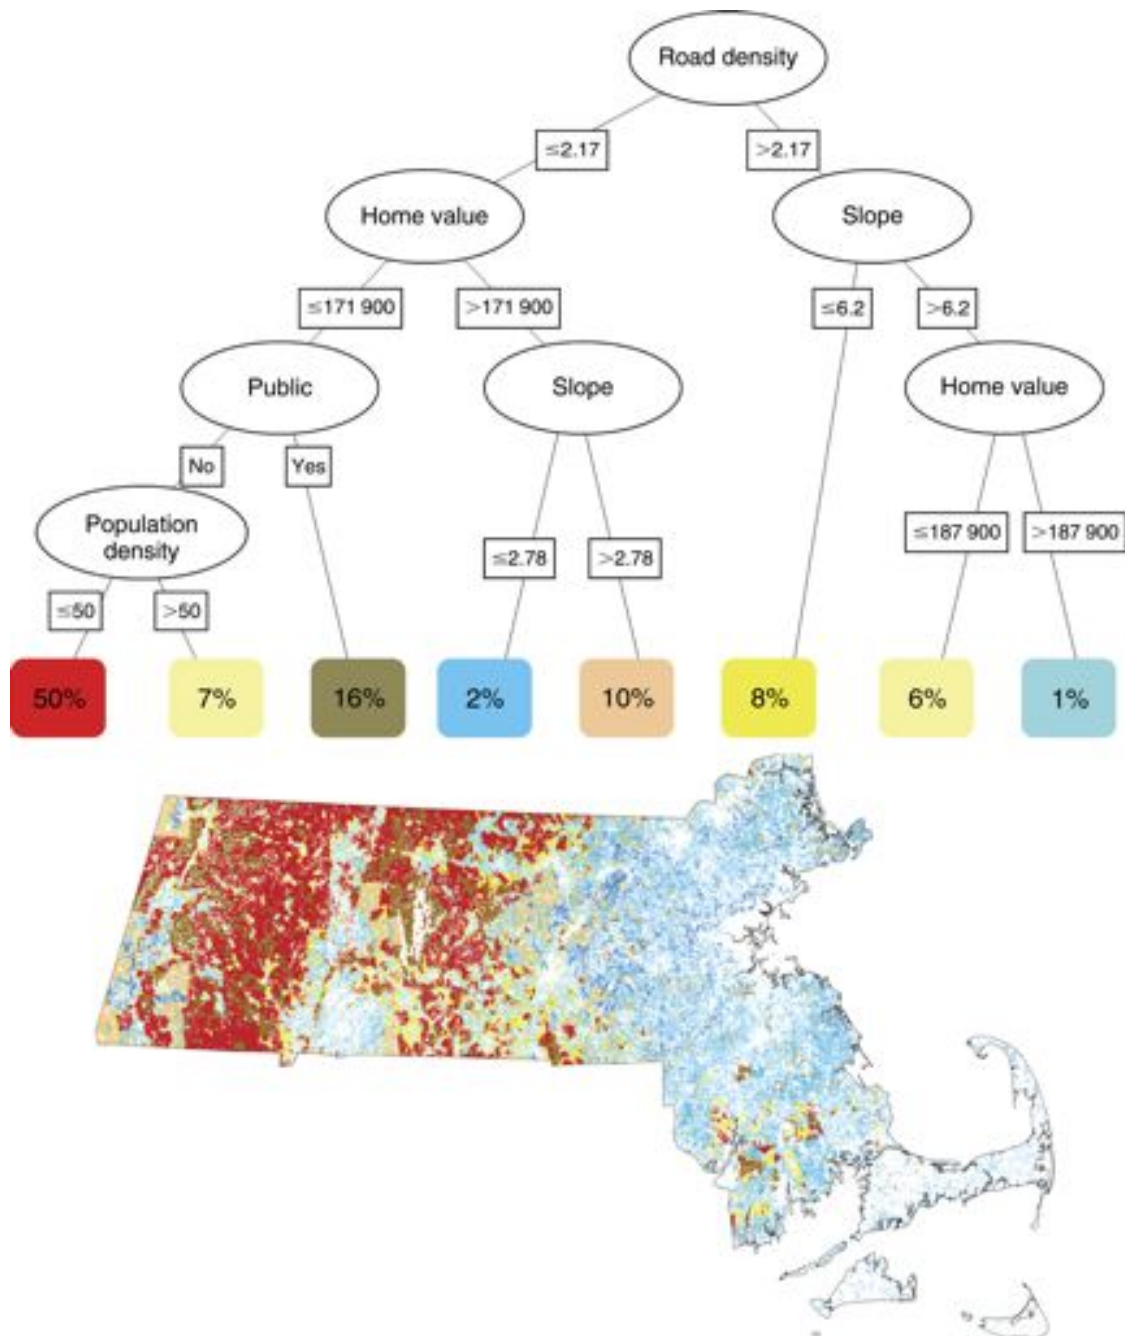 Road density
≤2.17
>2.17
Home value
Slope
≤171 900
>171 900
≤6.2
>6.2
Public
Slope
Home value
No
Yes
Population
density
≤2.78
>2.78
≤187 900
>187 900
≤50
>50
50%
7%
16%
2%
10%
8%
6%
1%